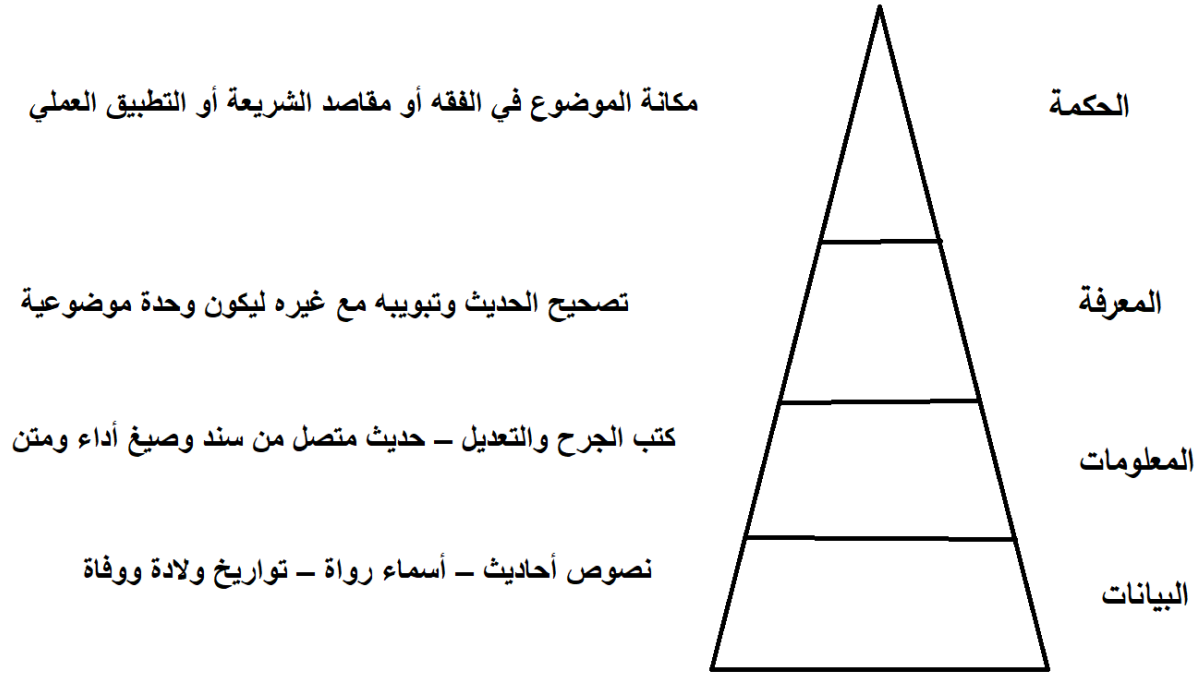 الحكمة
مكانة الموضوع في الفقه أو مقاصد الشريعة أو التطبيق العملي
المعرفة
تصحيح الحديث وتبويبه مع غيره ليكون وحدة موضوعية
المعلومات
كتب الجرح والتعديل – حديث متصل من سند وصيغ أداء ومتن
البيانات
نصوص أحاديث – أسماء رواة – تواريخ ولادة ووفاة